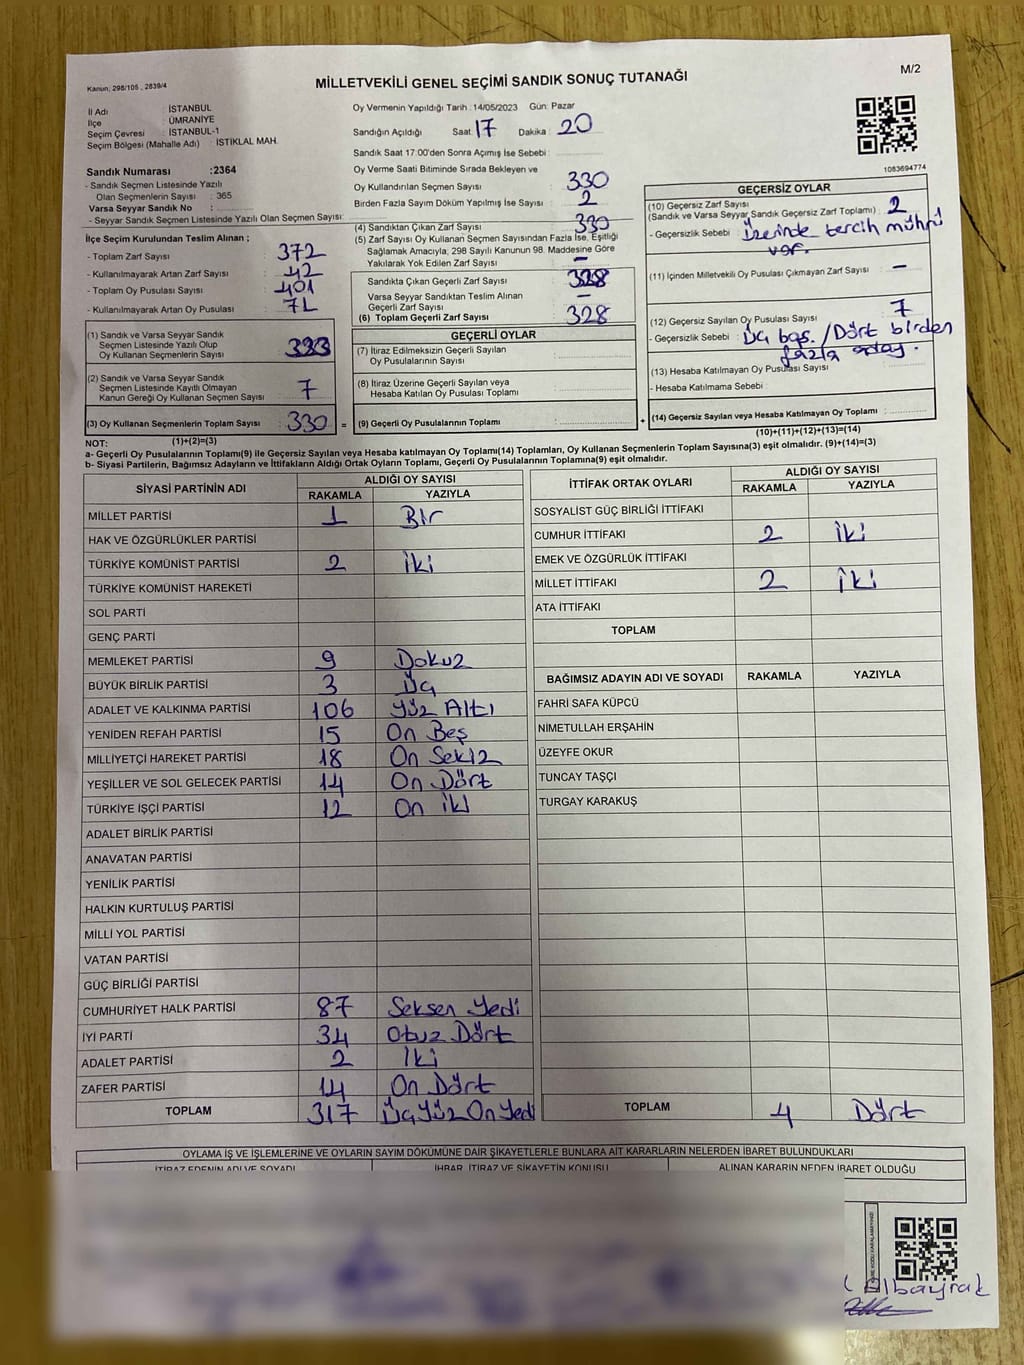 Kanun, 298/105 , 2839/4
MİLLETVEKİLİ GENEL SEÇİMİ SANDIK SONUÇ TUTANAĞI
M/2
İl Adı : İSTANBUL
İlçe : ÜMRANİYE
Seçim Çevresi : İSTANBUL-1
Seçim Bölgesi (Mahalle Adı) : İSTİKLAL MAH.
Sandık Numarası :2364
- Sandık Seçmen Listesinde Yazılı
Olan Seçmenlerin Sayısı : 365
Varsa Seyyar Sandık No :
- Seyyar Sandık Seçmen Listesinde Yazılı Olan Seçmen Sayısı:
İlçe Seçim Kurulundan Teslim Alınan ;
- Toplam Zarf Sayısı : 372
- Kullanılmayarak Artan Zarf Sayısı : 42
- Toplam Oy Pusulası Sayısı : 401
- Kullanılmayarak Artan Oy Pusulası : 71
(1) Sandık ve Varsa Seyyar Sandık
Seçmen Listesinde Yazılı Olup
Oy Kullanan Seçmenlerin Sayısı : 323
(2) Sandık ve Varsa Seyyar Sandık
Seçmen Listesinde Kayıtlı Olmayan
Kanun Gereği Oy Kullanan Seçmen Sayısı : 7
(3) Oy Kullanan Seçmenlerin Toplam Sayısı : 330
(1)+(2)=(3)
Oy Vermenin Yapıldığı Tarih : 14/05/2023 Gün: Pazar
Sandığın Açıldığı Saat: 17 Dakika : 20
Sandık Saat 17:00'den Sonra Açımış İse Sebebi :
Oy Verme Saati Bitiminde Sırada Bekleyen ve
Oy Kullandırılan Seçmen Sayısı : 330
Birden Fazla Sayım Döküm Yapılmış İse Sayısı : 2
(4) Sandıktan Çıkan Zarf Sayısı : 330
(5) Zarf Sayısı Oy Kullanan Seçmen Sayısından Fazla İse, Eşitliği
Sağlamak Amacıyla, 298 Sayılı Kanunun 98. Maddesine Göre
Yakılarak Yok Edilen Zarf Sayısı : -
Sandıkta Çıkan Geçerli Zarf Sayısı : 328
Varsa Seyyar Sandıktan Teslim Alınan
Geçerli Zarf Sayısı : -
(6) Toplam Geçerli Zarf Sayısı : 328
GEÇERLİ OYLAR
(7) İtiraz Edilmeksizin Geçerli Sayılan
Oy Pusulalarının Sayısı :
(8) İtiraz Üzerine Geçerli Sayılan veya
Hesaba Katılan Oy Pusulası Toplamı :
= (9) Geçerli Oy Pusulalarının Toplamı : +
1083694774
GEÇERSİZ OYLAR
(10) Geçersiz Zarf Sayısı
(Sandık ve Varsa Seyyar Sandık Geçersiz Zarf Toplamı) : 2
- Geçersizlik Sebebi : Üzerinde tercih mührü
var.
(11) İçinden Milletvekili Oy Pusulası Çıkmayan Zarf Sayısı : -
(12) Geçersiz Sayılan Oy Pusulası Sayısı : 7
- Geçersizlik Sebebi : Üç boş. / Dört birden
fazla
(13) Hesaba Katılmayan Oy Pusulası Sayısı :
- Hesaba Katılmama Sebebi :
(14) Geçersiz Sayılan veya Hesaba Katılmayan Oy Toplamı :
(10)+(11)+(12)+(13)=(14)
NOT:
a- Geçerli Oy Pusulalarının Toplamı(9) ile Geçersiz Sayılan veya Hesaba katılmayan Oy Toplamı(14) Toplamları, Oy Kullanan Seçmenlerin Toplam Sayısına(3) eşit olmalıdır. (9)+(14)=(3)
b- Siyasi Partilerin, Bağımsız Adayların ve İttifakların Aldığı Ortak Oyların Toplamı, Geçerli Oy Pusulalarının Toplamına(9) eşit olmalıdır.
SİYASİ PARTİNİN ADI ALDIĞI OY SAYISI
RAKAMLA YAZIYLA
MİLLET PARTİSİ 1 Bir
HAK VE ÖZGÜRLÜKLER PARTİSİ
TÜRKİYE KOMÜNİST PARTİSİ 2 İki
TÜRKİYE KOMÜNİST HAREKETİ
SOL PARTİ
GENÇ PARTİ
MEMLEKET PARTİSİ 9 Dokuz
BÜYÜK BİRLİK PARTİSİ 3 Üç
ADALET VE KALKINMA PARTİSİ 106 Yüz Altı
YENİDEN REFAH PARTİSİ 15 On Beş
MİLLİYETÇİ HAREKET PARTİSİ 18 On Sekiz
YEŞİLLER VE SOL GELECEK PARTİSİ 14 On Dört
TÜRKİYE İŞÇİ PARTİSİ 12 On İki
ADALET BİRLİK PARTİSİ
ANAVATAN PARTİSİ
YENİLİK PARTİSİ
HALKIN KURTULUŞ PARTİSİ
MİLLİ YOL PARTİSİ
VATAN PARTİSİ
GÜÇ BİRLİĞİ PARTİSİ
CUMHURİYET HALK PARTİSİ 87 Seksen Yedi
İYİ PARTİ 34 Otuz Dört
ADALET PARTİSİ 2 İki
ZAFER PARTİSİ 14 On Dört
TOPLAM 317 Üç Yüz On Yedi
İTTİFAK ORTAK OYLARI ALDIĞI OY SAYISI
RAKAMLA YAZIYLA
SOSYALİST GÜÇ BİRLİĞİ İTTİFAKI
CUMHUR İTTİFAKI 2 İki
EMEK VE ÖZGÜRLÜK İTTİFAKI
MİLLET İTTİFAKI 2 İki
ATA İTTİFAKI
TOPLAM
BAĞIMSIZ ADAYIN ADI VE SOYADI RAKAMLA YAZIYLA
FAHRİ SAFA KÜPCÜ
NİMETULLAH ERŞAHİN
ÜZEYFE OKUR
TUNCAY TAŞÇI
TURGAY KARAKUŞ
TOPLAM 4 Dört
OYLAMA İŞ VE İŞLEMLERİNE VE OYLARIN SAYIM DÖKÜMÜNE DAİR ŞİKAYETLERLE BUNLARA AİT KARARLARIN NELERDEN İBARET BULUNDUKLARI
İTİRAZ EDENİN ADI VE SOYADI İHBAR, İTİRAZ VE ŞİKAYETİN KONUSU ALINAN KARARIN NEDEN İBARET OLDUĞU
Albayrak